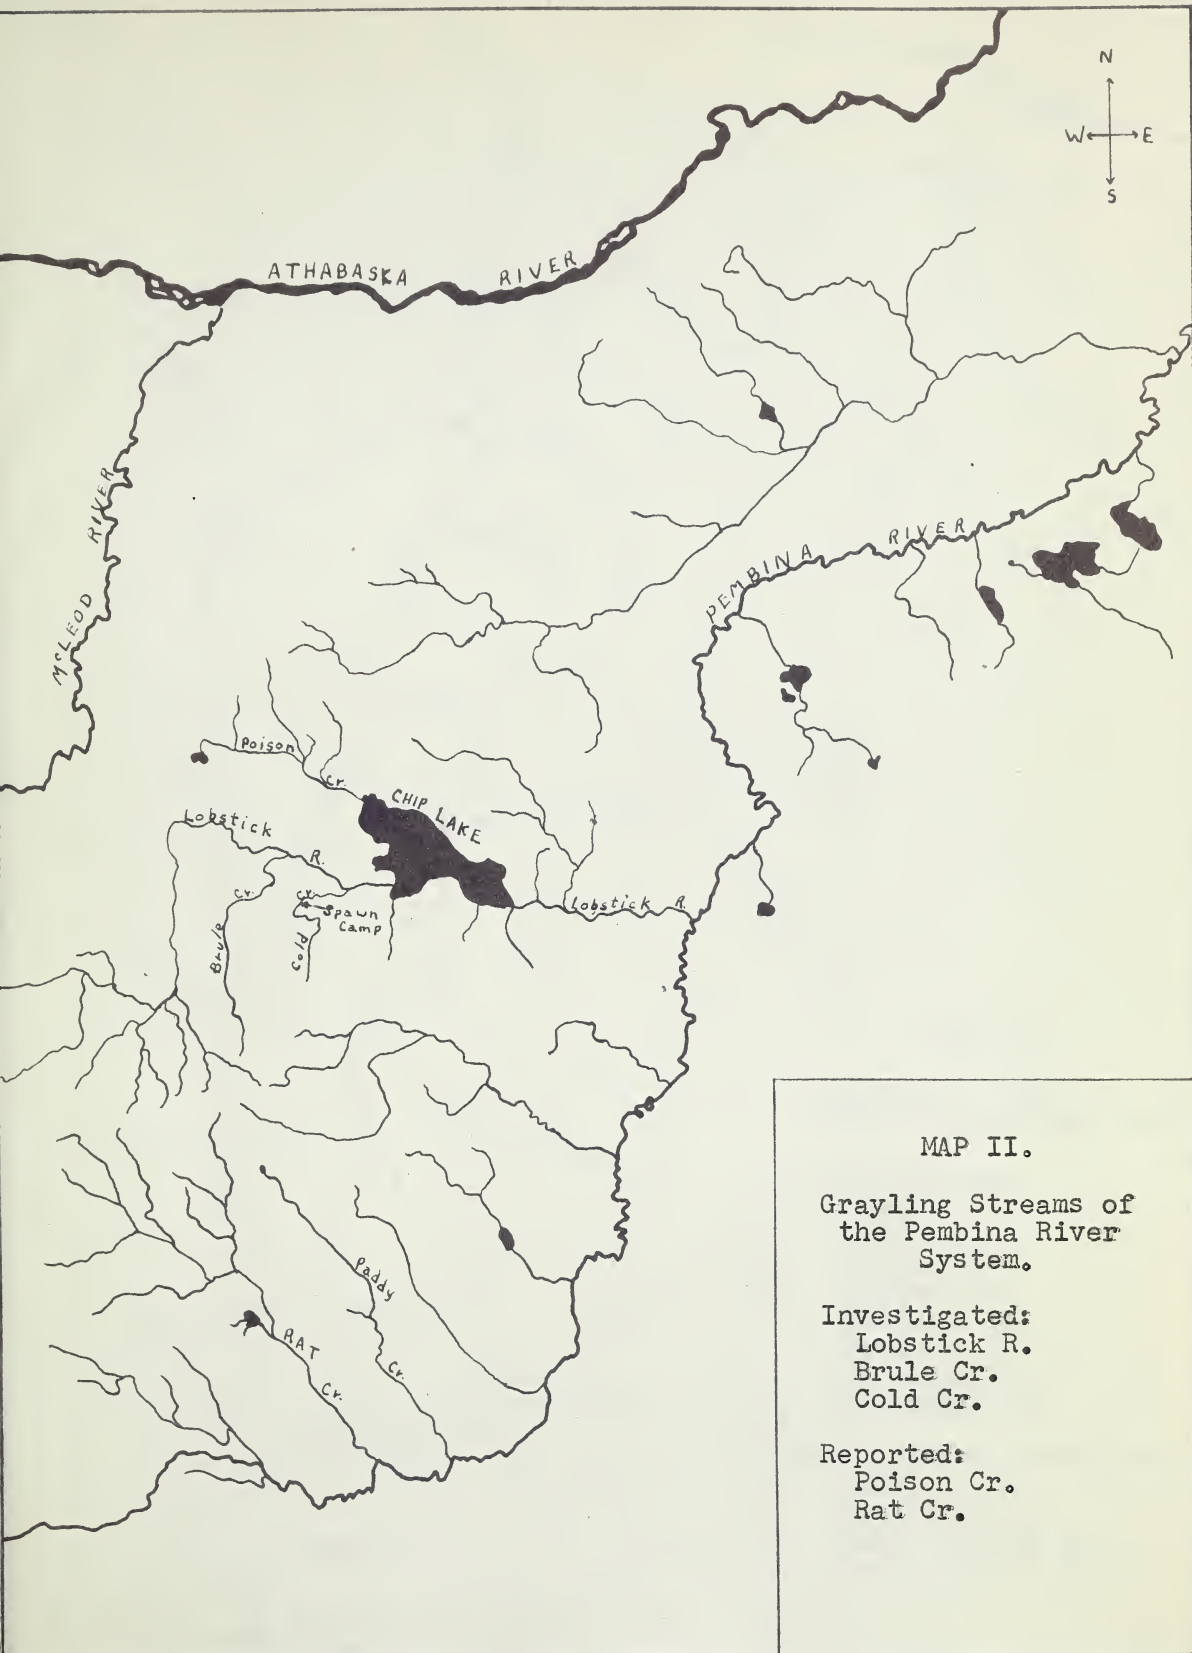 N
W E
S
ATHABASKA RIVER
McLEOD RIVER
PEMBINA RIVER
Poison Cr.
CHIP LAKE
Lobstick R.
Brule Cr.
Cold Cr.
Spawn
Camp
Lobstick R.
Paddy Cr.
RAT Cr.
MAP II.
Grayling Streams of
the Pembina River
System.
Investigated:
Lobstick R.
Brule Cr.
Cold Cr.
Reported:
Poison Cr.
Rat Cr.